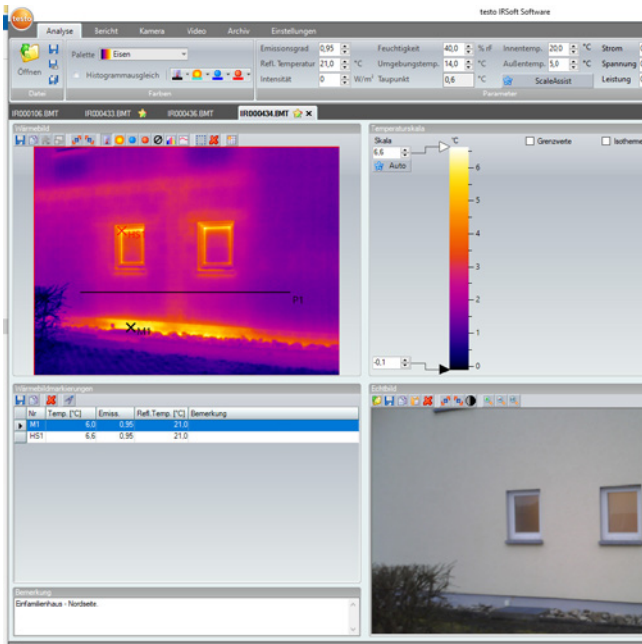 testo
testo IRSoft Software
Analyse Bericht Kamera Video Archiv Einstellungen
Öffnen
Datei
Palette Eisen
Histogrammausgleich
Farben
Emissionsgrad 0,95 Feuchtigkeit 40,0 % rF Innentemp. 20.0 °C Strom
Refl. Temperatur 21,0 °C Umgebungstemp. 14,0 °C Außentemp. 5,0 °C Spannung
Intensität 0 W/m² Taupunkt 0,6 °C ScaleAssist Leistung
Parameter
IR000106.BMT IR000433.BMT IR000436.BMT IR000434.BMT
Wärmebild
HS1
P1
M1
Temperaturskala
Skala °C Grenzwerte Isotherme
6,6
Auto
6
5
4
3
2
1
0
-0,1
Wärmebildmarkierungen
Nr Temp. [°C] Emiss. Refl.Temp. [°C] Bemerkung
M1 6,0 0,95 21,0
HS1 6,6 0,95 21,0
Echtbild
Bemerkung
Einfamilienhaus - Nordseite.